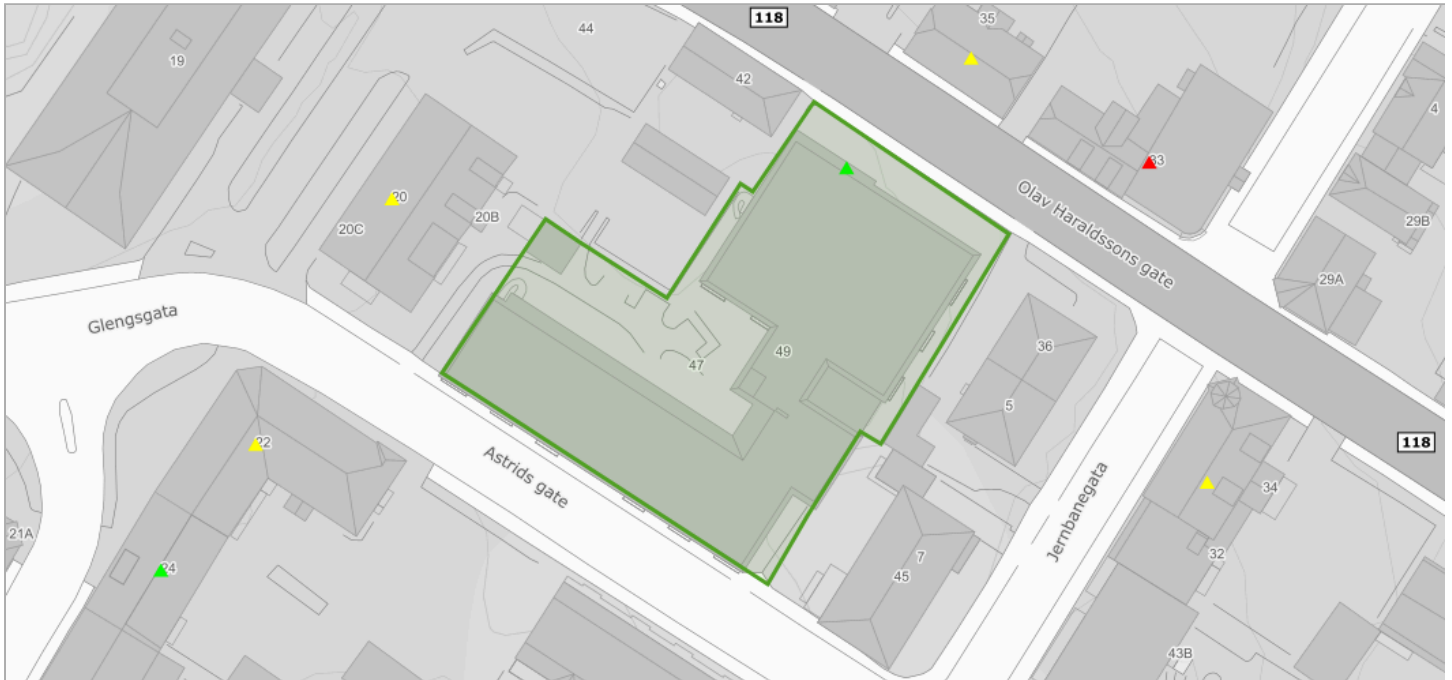 118
35
44
19
42
4
33
20
29B
20B
20C
Olav Haraldssons gate
29A
Glengsgata
36
49
47
5
118
22
Astrids gate
34
Jernbanegata
21A
32
7
24
45
43B